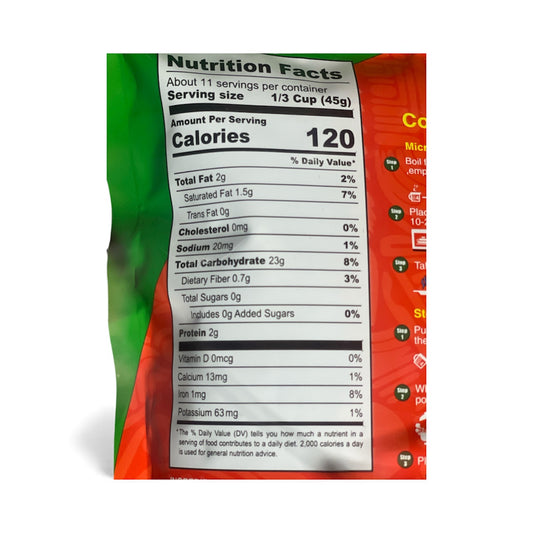 Nutrition Facts
About 11 servings per container
Serving size 1/3 Cup (45g)
Amount Per Serving
Calories 120
% Daily Value*
Total Fat 2g 2%
Saturated Fat 1.5g 7%
Trans Fat 0g
Cholesterol 0mg 0%
Sodium 20mg 1%
Total Carbohydrate 23g 8%
Dietary Fiber 0.7g 3%
Total Sugars 0g
Includes 0g Added Sugars 0%
Protein 2g
Vitamin D 0mcg 0%
Calcium 13mg 1%
Iron 1mg 8%
Potassium 63mg 1%
*The % Daily Value (DV) tells you how much a nutrient in a
serving of food contributes to a daily diet. 2,000 calories a day
is used for general nutrition advice.
Step 1
Boil
Step 2
10-2
Step 3
Step 1
the
Step 2
Step 3